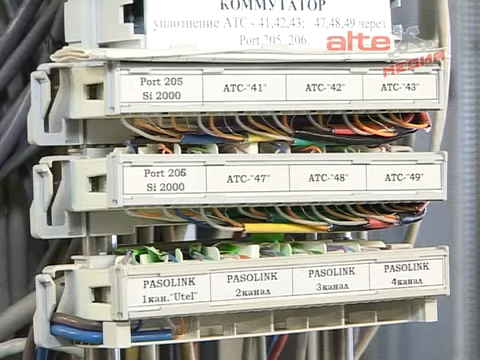 КОММУТАТОР
уплотнение АТС - 41,42,43; 47,48,49 через
Port 205, 206.
alte
МЕДИА
Port 205
Si 2000
АТС-"41"
АТС-"42"
АТС-"43"
Port 206
Si 2000
АТС-"47"
АТС-"48"
АТС-"49"
PASOLINK
1кан."Utel"
PASOLINK
2канал
PASOLINK
3канал
PASOLINK
4канал